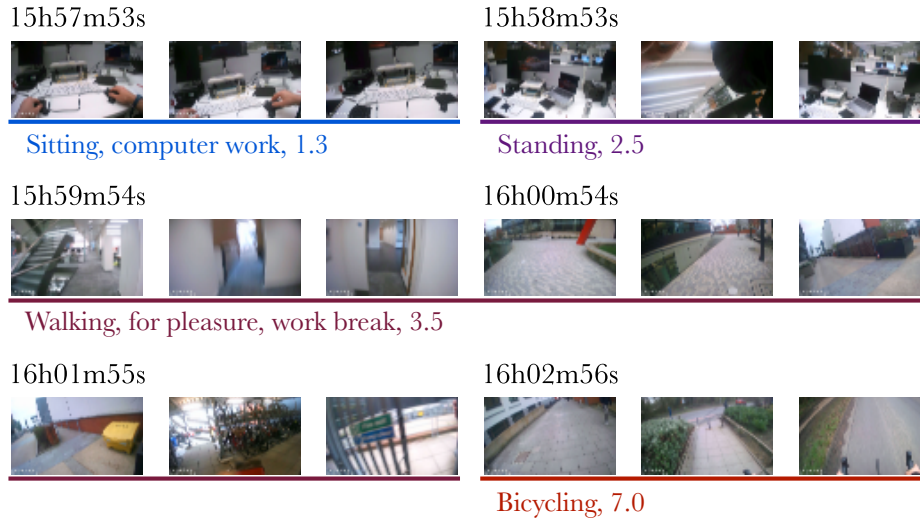 15h57m53s
15h58m53s
Sitting, computer work, 1.3
Standing, 2.5
15h59m54s
16h00m54s
Walking, for pleasure, work break, 3.5
16h01m55s
16h02m56s
Bicycling, 7.0